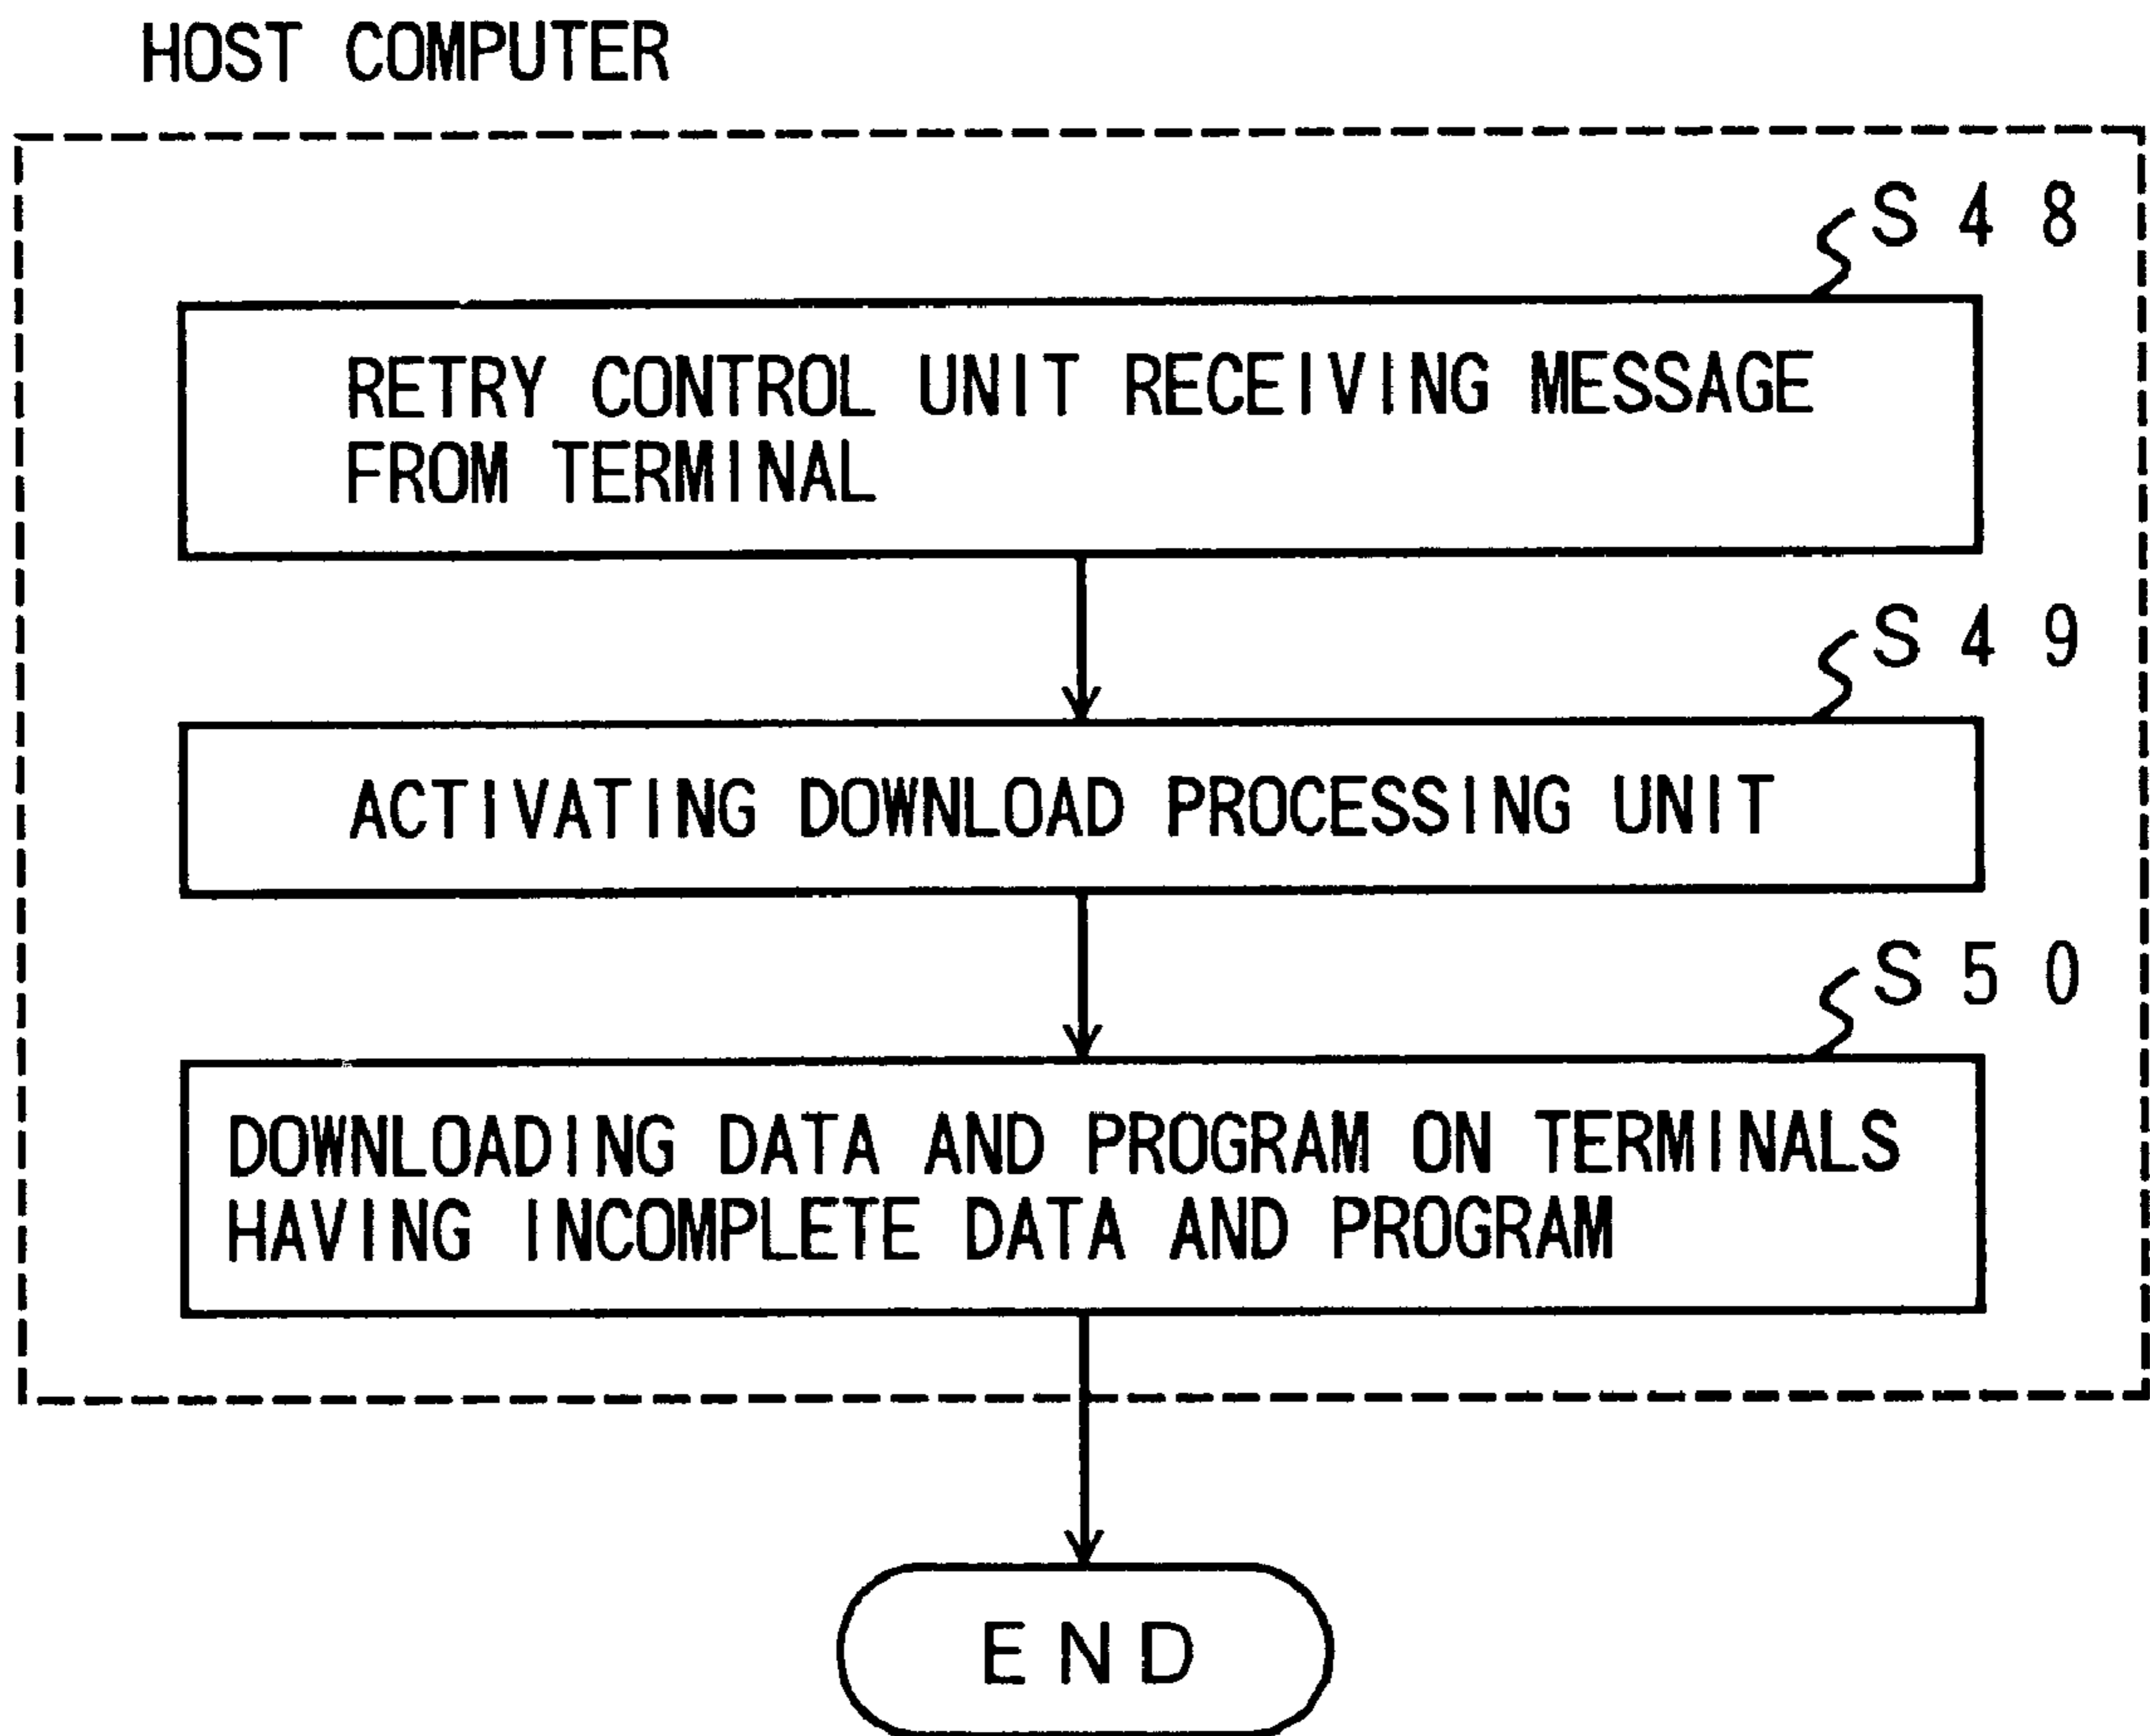 HOST COMPUTER
S48
RETRY CONTROL UNIT RECEIVING MESSAGE
FROM TERMINAL
S49
ACTIVATING DOWNLOAD PROCESSING UNIT
S50
DOWNLOADING DATA AND PROGRAM ON TERMINALS
HAVING INCOMPLETE DATA AND PROGRAM
END